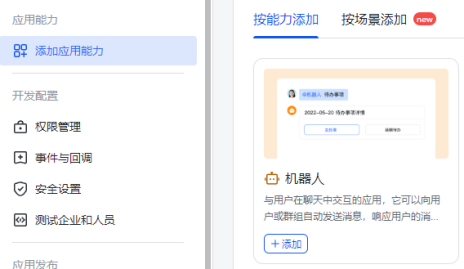 应用能力
添加应用能力
开发配置
权限管理
事件与回调
安全设置
测试企业和人员
应用发布
按能力添加
按场景添加 new
@机器人 待办事项
2022-05-20 待办事项详情
机器人
与用户在聊天中交互的应用，它可以向用
户或群组自动发送消息，响应用户的消...
+ 添加